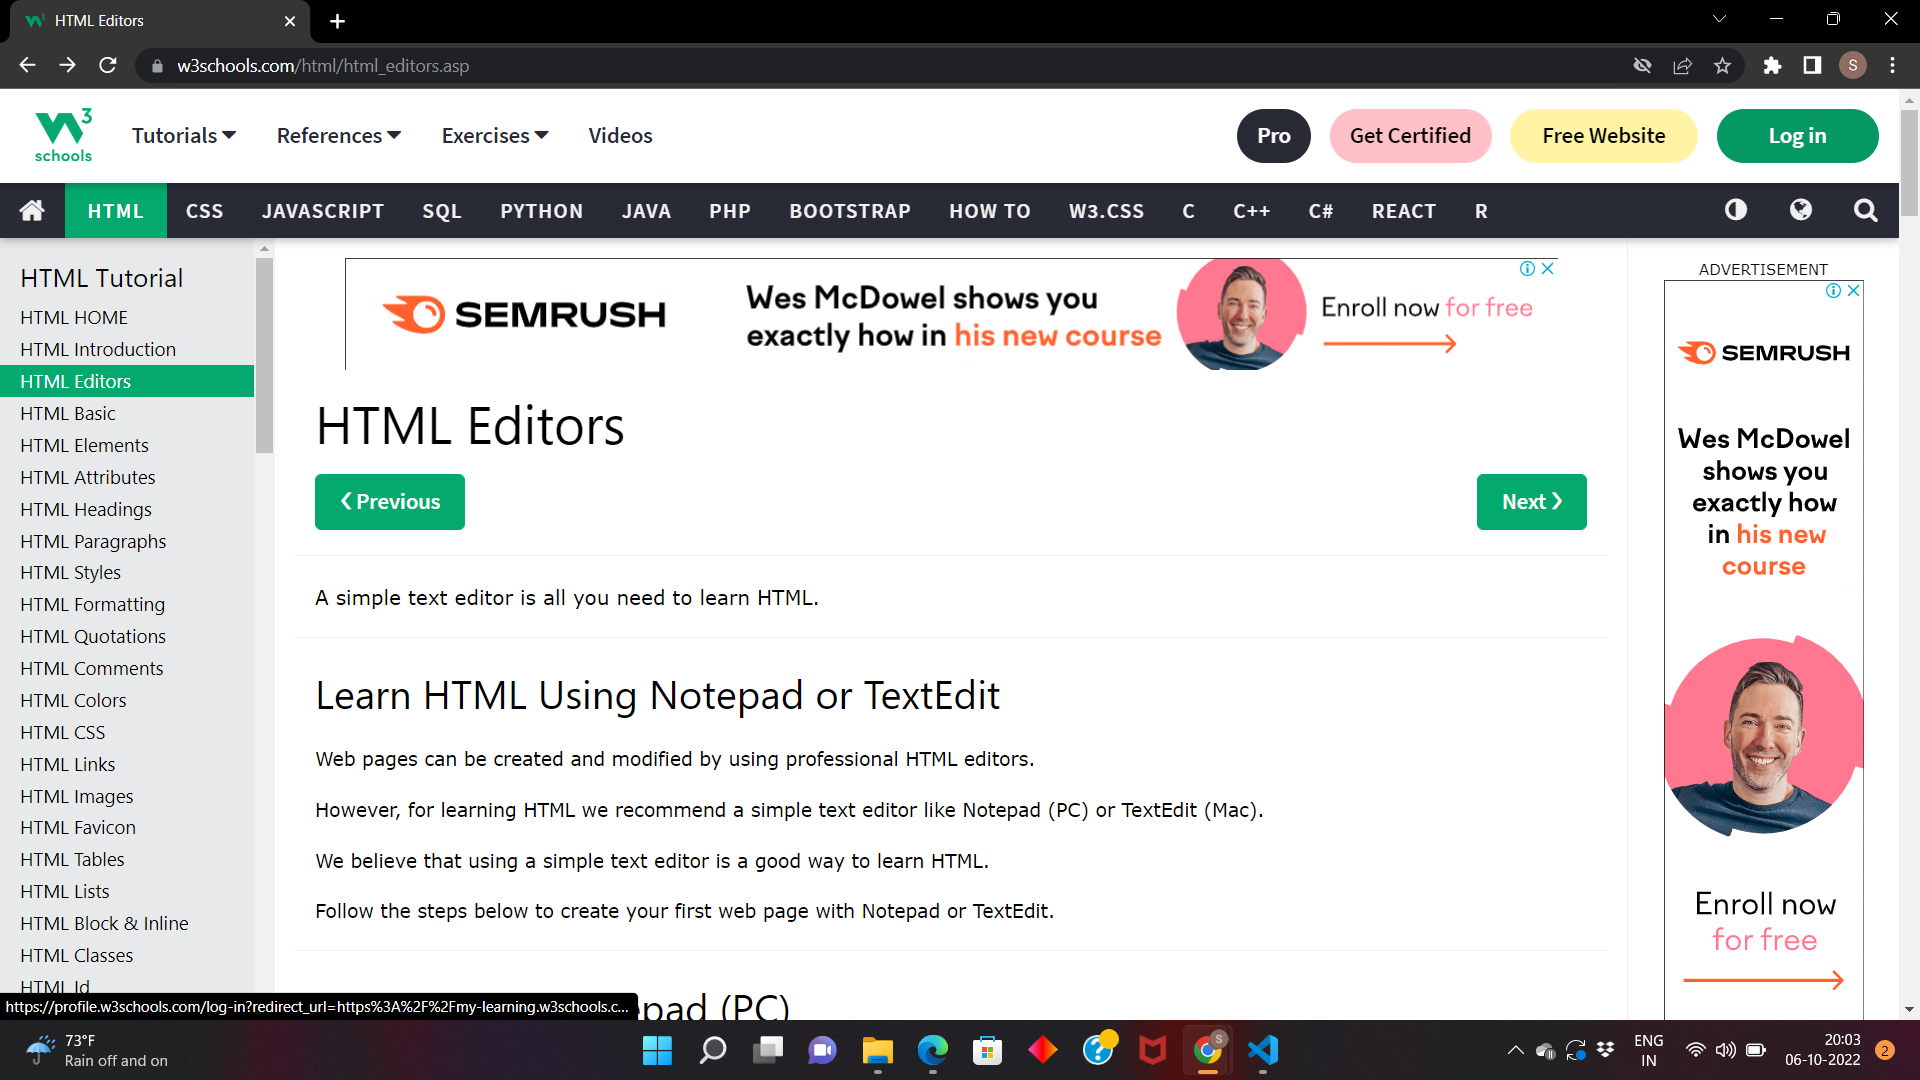 HTML Editors
w3schools.com/html/html_editors.asp
S
W3
schools
Tutorials
References
Exercises
Videos
Pro
Get Certified
Free Website
Log in
HTML
CSS
JAVASCRIPT
SQL
PYTHON
JAVA
PHP
BOOTSTRAP
HOW TO
W3.CSS
C
C++
C#
REACT
R
HTML Tutorial
HTML HOME
HTML Introduction
HTML Editors
HTML Basic
HTML Elements
HTML Attributes
HTML Headings
HTML Paragraphs
HTML Styles
HTML Formatting
HTML Quotations
HTML Comments
HTML Colors
HTML CSS
HTML Links
HTML Images
HTML Favicon
HTML Tables
HTML Lists
HTML Block & Inline
HTML Classes
HTML Id
SEMRUSH
Wes McDowel shows you
exactly how in his new course
Enroll now for free
HTML Editors
❮ Previous
Next ❯
A simple text editor is all you need to learn HTML.
Learn HTML Using Notepad or TextEdit
Web pages can be created and modified by using professional HTML editors.
However, for learning HTML we recommend a simple text editor like Notepad (PC) or TextEdit (Mac).
We believe that using a simple text editor is a good way to learn HTML.
Follow the steps below to create your first web page with Notepad or TextEdit.
epad (PC)
ADVERTISEMENT
SEMRUSH
Wes McDowel
shows you
exactly how
in his new
course
Enroll now
for free
https://profile.w3schools.com/log-in?redirect_url=https%3A%2F%2Fmy-learning.w3schools.c...
73°F
Rain off and on
S
ENG
IN
20:03
06-10-2022
2